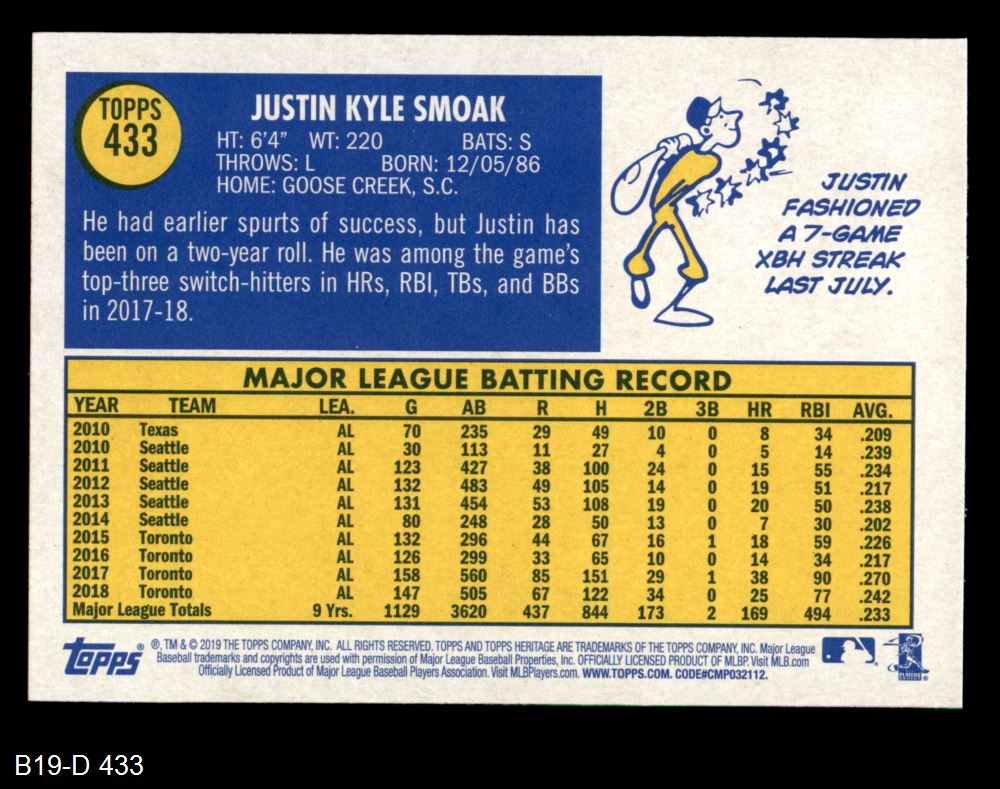 TOPPS
433
JUSTIN KYLE SMOAK
HT: 6'4" WT: 220 BATS: S
THROWS: L BORN: 12/05/86
HOME: GOOSE CREEK, S.C.
He had earlier spurts of success, but Justin has
been on a two-year roll. He was among the game's
top-three switch-hitters in HRs, RBI, TBs, and BBs
in 2017-18.
JUSTIN
FASHIONED
A 7-GAME
XBH STREAK
LAST JULY.
MAJOR LEAGUE BATTING RECORD
YEAR TEAM LEA. G AB R H 2B 3B HR RBI AVG.
2010 Texas AL 70 235 29 49 10 0 8 34 .209
2010 Seattle AL 30 113 11 27 4 0 5 14 .239
2011 Seattle AL 123 427 38 100 24 0 15 55 .234
2012 Seattle AL 132 483 49 105 14 0 19 51 .217
2013 Seattle AL 131 454 53 108 19 0 20 50 .238
2014 Seattle AL 80 248 28 50 13 0 7 30 .202
2015 Toronto AL 132 296 44 67 16 1 18 59 .226
2016 Toronto AL 126 299 33 65 10 0 14 34 .217
2017 Toronto AL 158 560 85 151 29 1 38 90 .270
2018 Toronto AL 147 505 67 122 34 0 25 77 .242
Major League Totals 9 Yrs. 1129 3620 437 844 173 2 169 494 .233
Topps®
®, TM & © 2019 THE TOPPS COMPANY, INC. ALL RIGHTS RESERVED. TOPPS AND TOPPS HERITAGE ARE TRADEMARKS OF THE TOPPS COMPANY, INC. Major League
Baseball trademarks and copyrights are used with permission of Major League Baseball Properties, Inc. OFFICIALLY LICENSED PRODUCT OF MLBP. Visit MLB.com
Officially Licensed Product of Major League Baseball Players Association. Visit MLBPlayers.com. WWW.TOPPS.COM. CODE#CMP032112.
B19-D 433